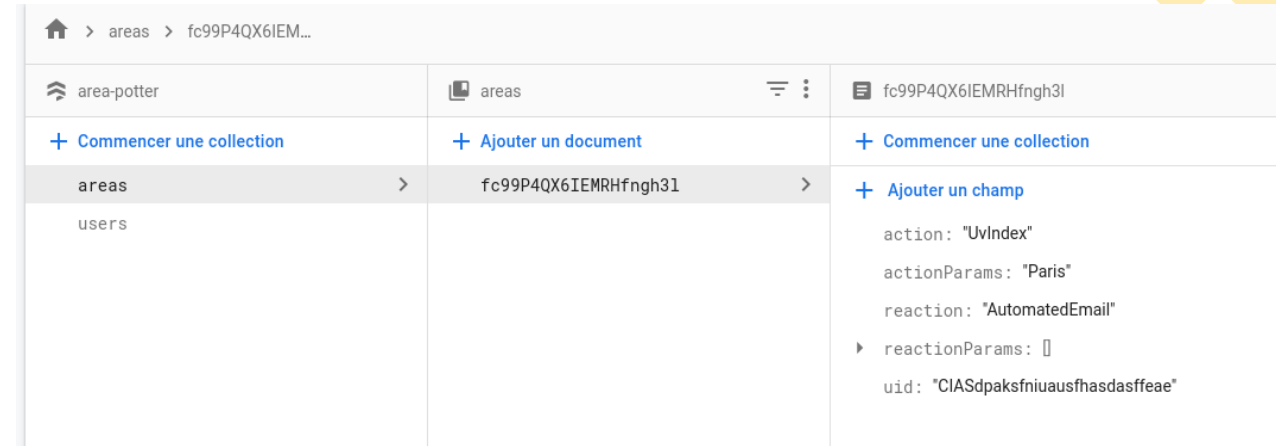 areas > fc99P4QX6IEM…
area-potter
areas
fc99P4QX6IEMRHfngh3l
+ Commencer une collection
+ Ajouter un document
+ Commencer une collection
areas
users
fc99P4QX6IEMRHfngh3l
+ Ajouter un champ
action: "UvIndex"
actionParams: "Paris"
reaction: "AutomatedEmail"
reactionParams: []
uid: "CIASdpaksfniuausfhasdasffeae"